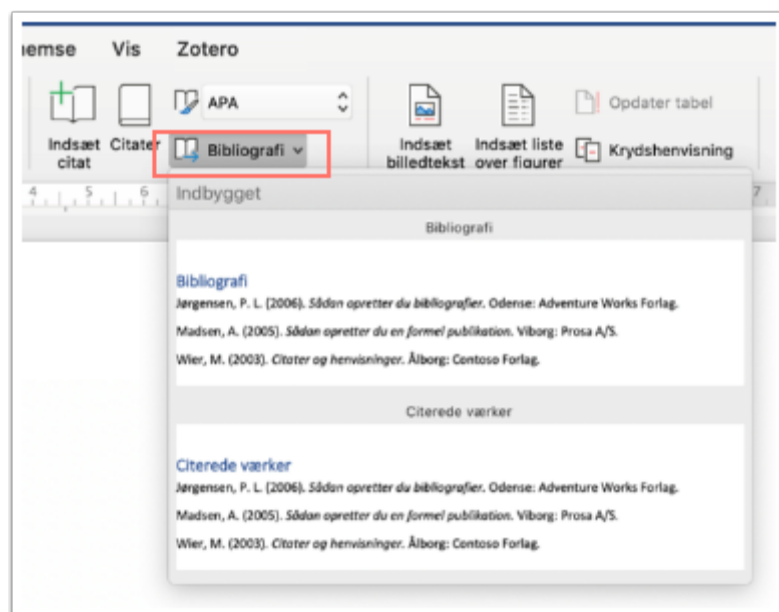 Vis Zotero
APA
Opdater tabel
Indsæt citat
Citater
Bibliografi
Indsæt billedtekst
Indsæt liste over figurer
Krydshenvisning
4 5 6 7
Indbygget
Bibliografi
Bibliografi
Jørgensen, P. L. (2006). Sådan opretter du bibliografier. Odense: Adventure Works Forlag.
Madsen, A. (2005). Sådan opretter du en formel publikation. Viborg: Prosa A/S.
Wier, M. (2003). Citater og henvisninger. Ålborg: Contoso Forlag.
Citerede værker
Citerede værker
Jørgensen, P. L. (2006). Sådan opretter du bibliografier. Odense: Adventure Works Forlag.
Madsen, A. (2005). Sådan opretter du en formel publikation. Viborg: Prosa A/S.
Wier, M. (2003). Citater og henvisninger. Ålborg: Contoso Forlag.